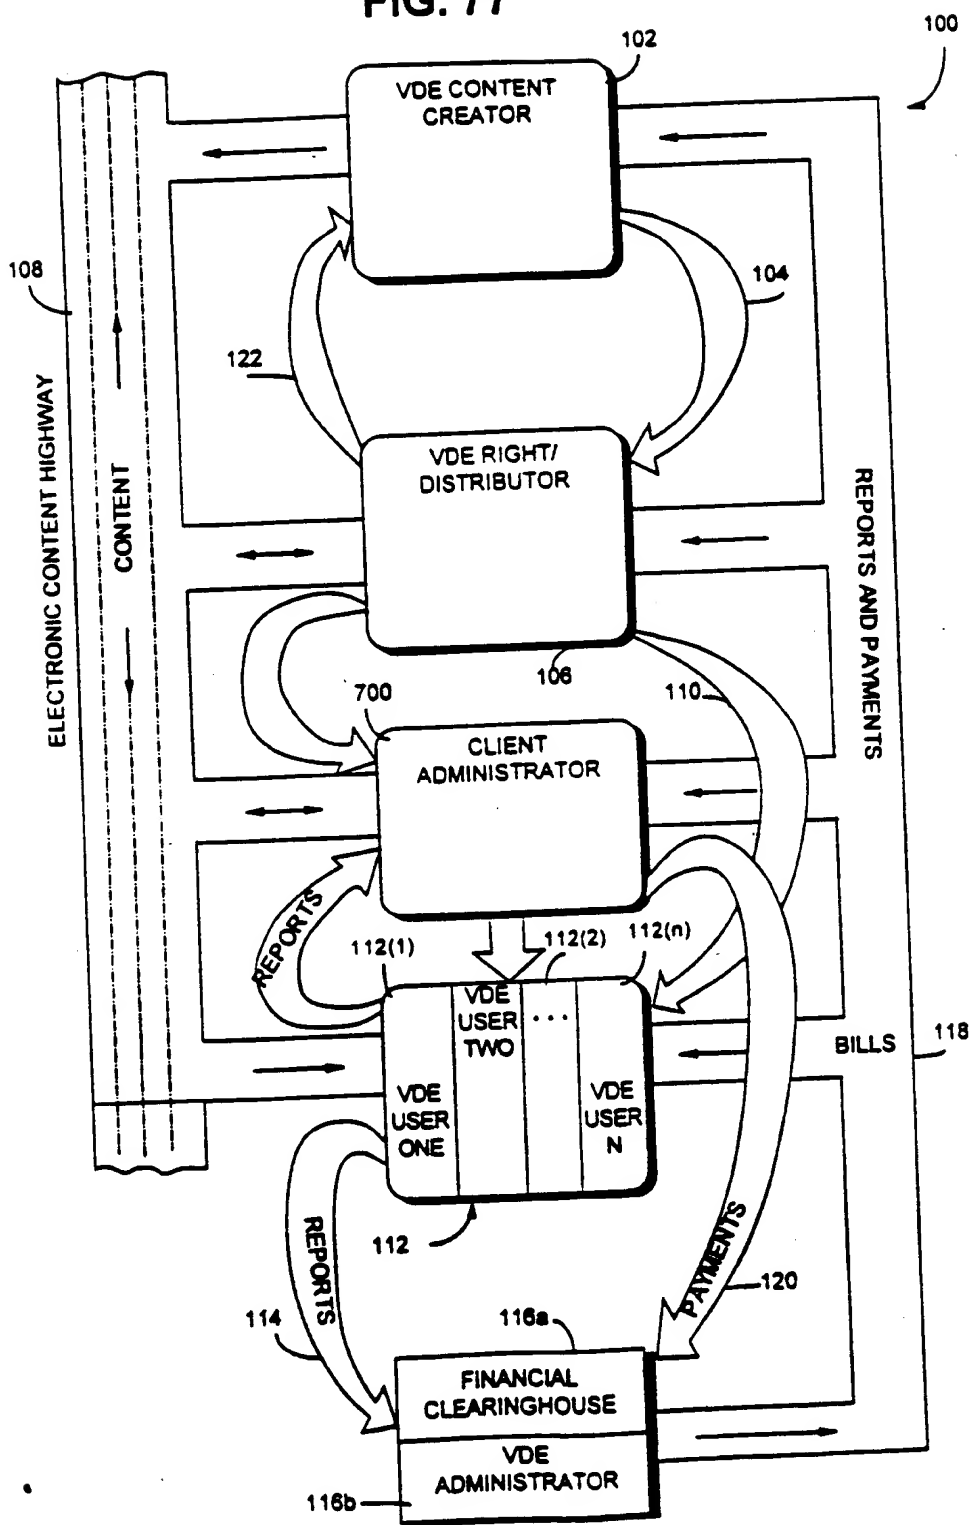 FIG. 77
100
102
VDE CONTENT
CREATOR
108
104
122
ELECTRONIC CONTENT HIGHWAY
CONTENT
VDE RIGHT/
DISTRIBUTOR
REPORTS AND PAYMENTS
106
700
110
CLIENT
ADMINISTRATOR
REPORTS
112(1)
112(2)
112(n)
VDE
USER
TWO
...
BILLS
118
VDE
USER
ONE
VDE
USER
N
112
REPORTS
PAYMENTS
120
114
116a
FINANCIAL
CLEARINGHOUSE
VDE
ADMINISTRATOR
116b